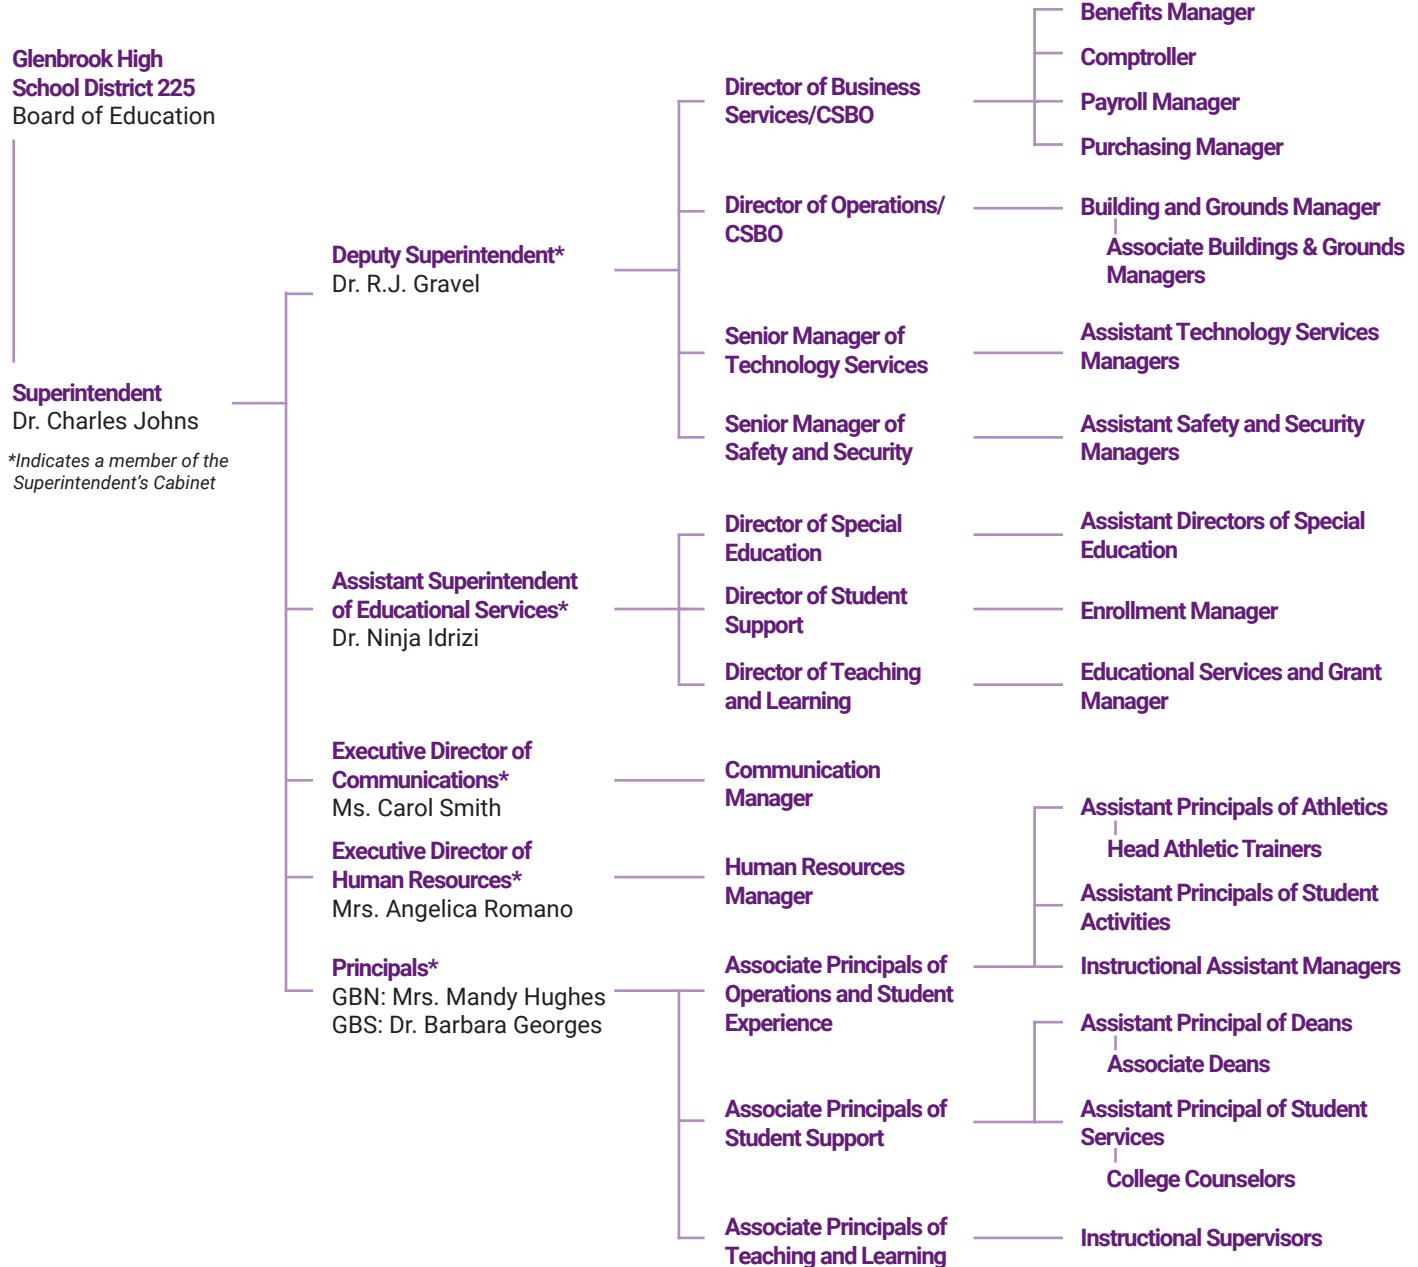 Glenbrook High
School District 225
Board of Education
Superintendent
Dr. Charles Johns
*Indicates a member of the
Superintendent's Cabinet
Deputy Superintendent*
Dr. R.J. Gravel
Assistant Superintendent
of Educational Services*
Dr. Ninja Idrizi
Executive Director of
Communications*
Ms. Carol Smith
Executive Director of
Human Resources*
Mrs. Angelica Romano
Principals*
GBN: Mrs. Mandy Hughes
GBS: Dr. Barbara Georges
Director of Business
Services/CSBO
Director of Operations/
CSBO
Senior Manager of
Technology Services
Senior Manager of
Safety and Security
Director of Special
Education
Director of Student
Support
Director of Teaching
and Learning
Communication
Manager
Human Resources
Manager
Associate Principals of
Operations and Student
Experience
Associate Principals of
Student Support
Associate Principals of
Teaching and Learning
Benefits Manager
Comptroller
Payroll Manager
Purchasing Manager
Building and Grounds Manager
Associate Buildings & Grounds
Managers
Assistant Technology Services
Managers
Assistant Safety and Security
Managers
Assistant Directors of Special
Education
Enrollment Manager
Educational Services and Grant
Manager
Assistant Principals of Athletics
Head Athletic Trainers
Assistant Principals of Student
Activities
Instructional Assistant Managers
Assistant Principal of Deans
Associate Deans
Assistant Principal of Student
Services
College Counselors
Instructional Supervisors